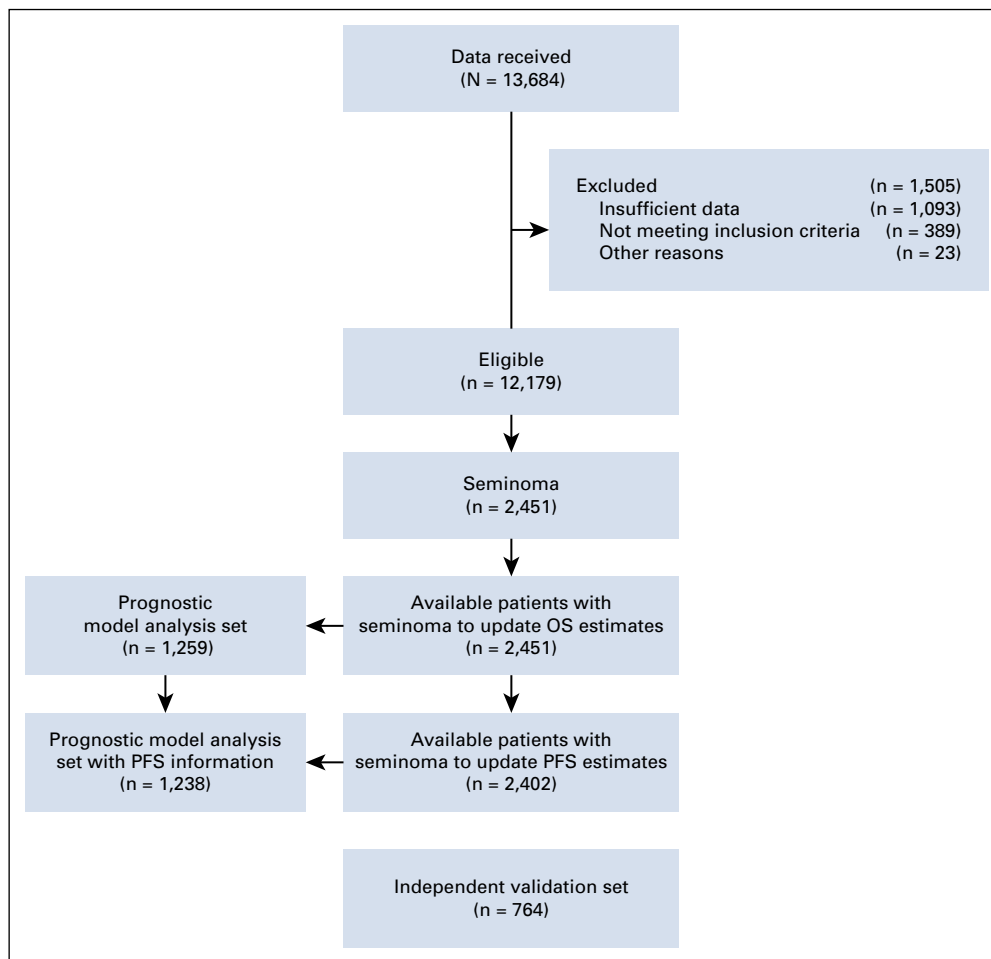 Data received
(N = 13,684)
Excluded (n = 1,505)
Insufficient data (n = 1,093)
Not meeting inclusion criteria (n = 389)
Other reasons (n = 23)
Eligible
(n = 12,179)
Seminoma
(n = 2,451)
Prognostic
model analysis set
(n = 1,259)
Available patients with
seminoma to update OS estimates
(n = 2,451)
Prognostic model analysis
set with PFS information
(n = 1,238)
Available patients with
seminoma to update PFS estimates
(n = 2,402)
Independent validation set
(n = 764)